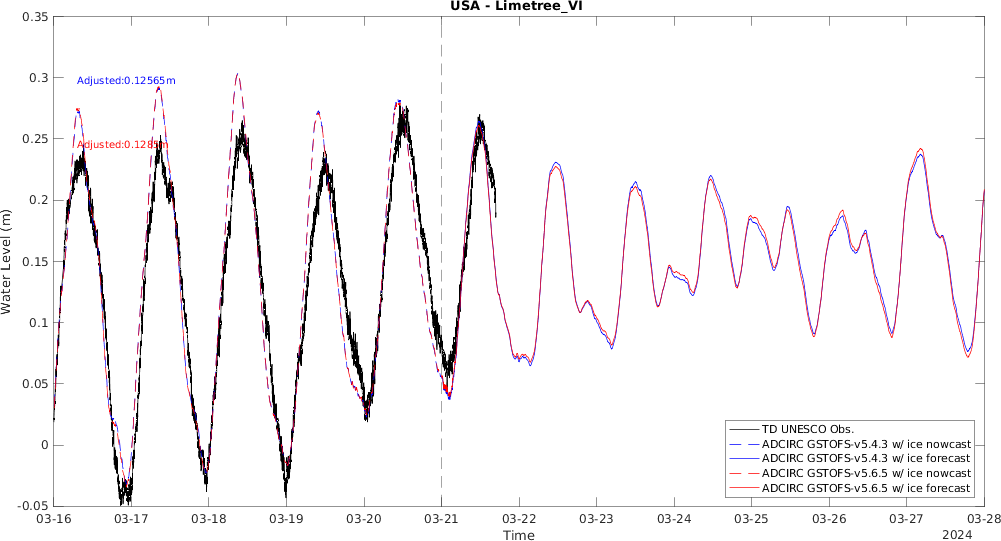 USA - Limetree_VI
0.35
0.3
0.25
0.2
0.15
0.1
0.05
0
-0.05
Water Level (m)
Adjusted:0.12565m
Adjusted:0.1285m
TD UNESCO Obs.
ADCIRC GSTOFS-v5.4.3 w/ ice nowcast
ADCIRC GSTOFS-v5.4.3 w/ ice forecast
ADCIRC GSTOFS-v5.6.5 w/ ice nowcast
ADCIRC GSTOFS-v5.6.5 w/ ice forecast
03-16 03-17 03-18 03-19 03-20 03-21 03-22 03-23 03-24 03-25 03-26 03-27 03-28
Time
2024